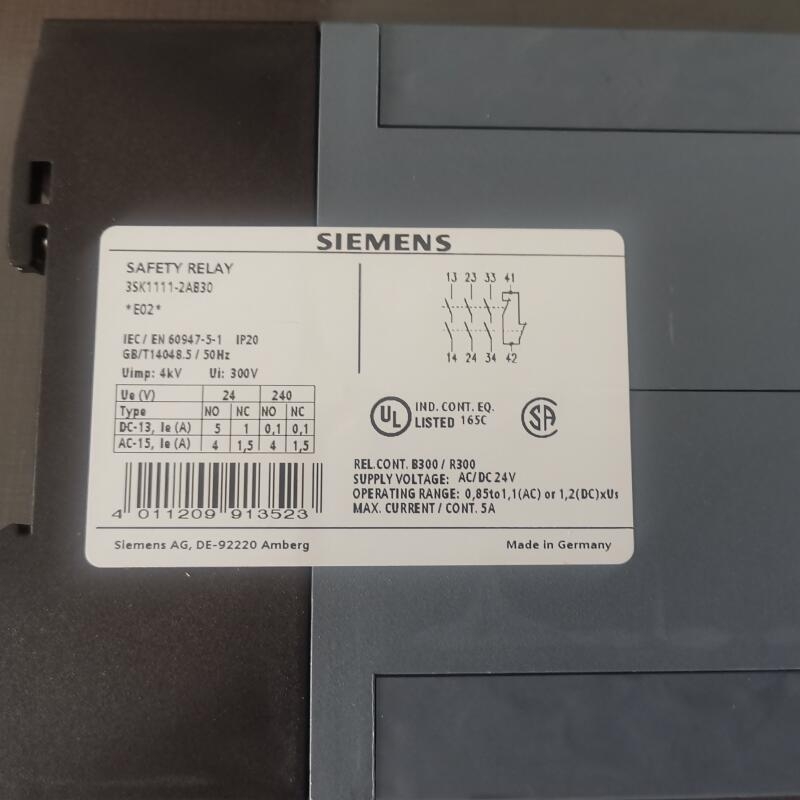 SIEMENS
SAFETY RELAY
3SK1111-2AB30
*E02*
IEC/ EN 60947-5-1 IP20
GB/T14048.5 / 50Hz
Uimp: 4kV Ui: 300V
Ue (V) 24 240
Type NO NC NO NC
DC-13, Ie (A) 5 1 0,1 0,1
AC-15, Ie (A) 4 1,5 4 1,5
4 011209 913523
13 23 33 41
14 24 34 42
UL IND. CONT. EQ.
LISTED 165C
SA
REL.CONT. B300 / R300
SUPPLY VOLTAGE: AC/DC 24V
OPERATING RANGE: 0,85to1,1(AC) or 1,2(DC)xUs
MAX. CURRENT / CONT. 5A
Siemens AG, DE-92220 Amberg
Made in Germany